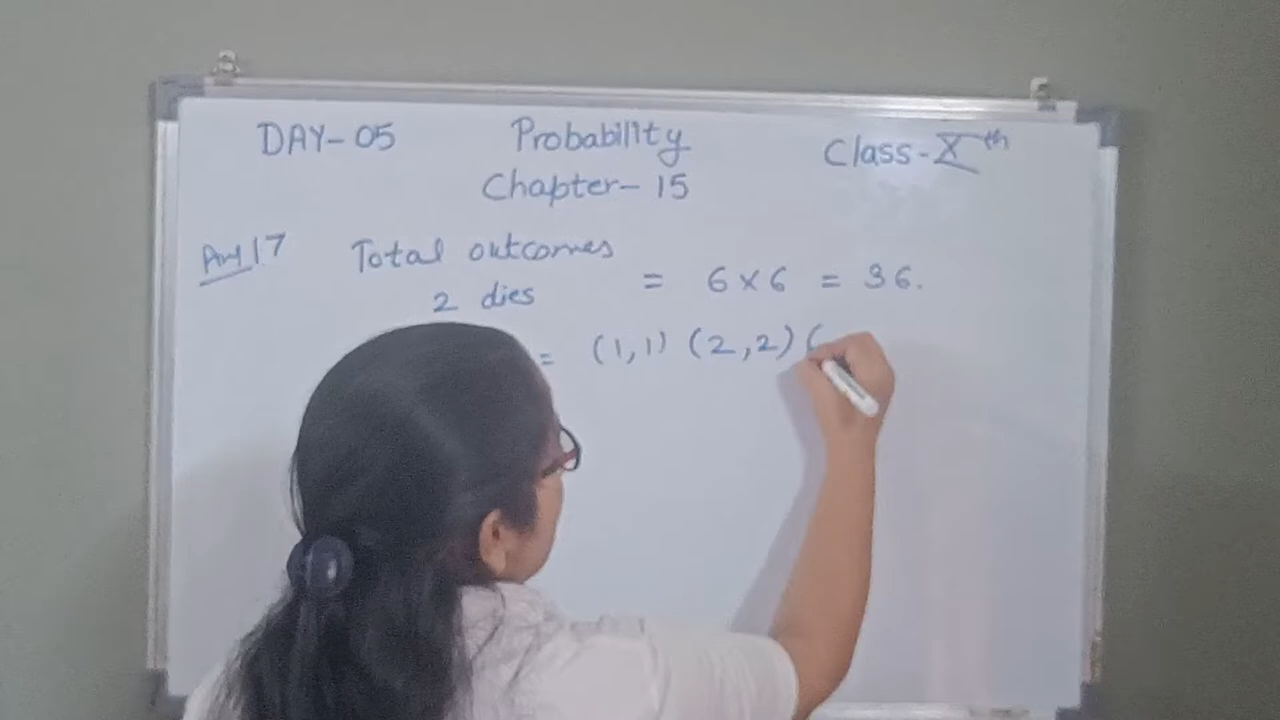 DAY-05 Probability Class-Xth
Chapter-15
Ans17 Total outcomes
2 dies = 6×6 = 36.
= (1,1) (2,2) (